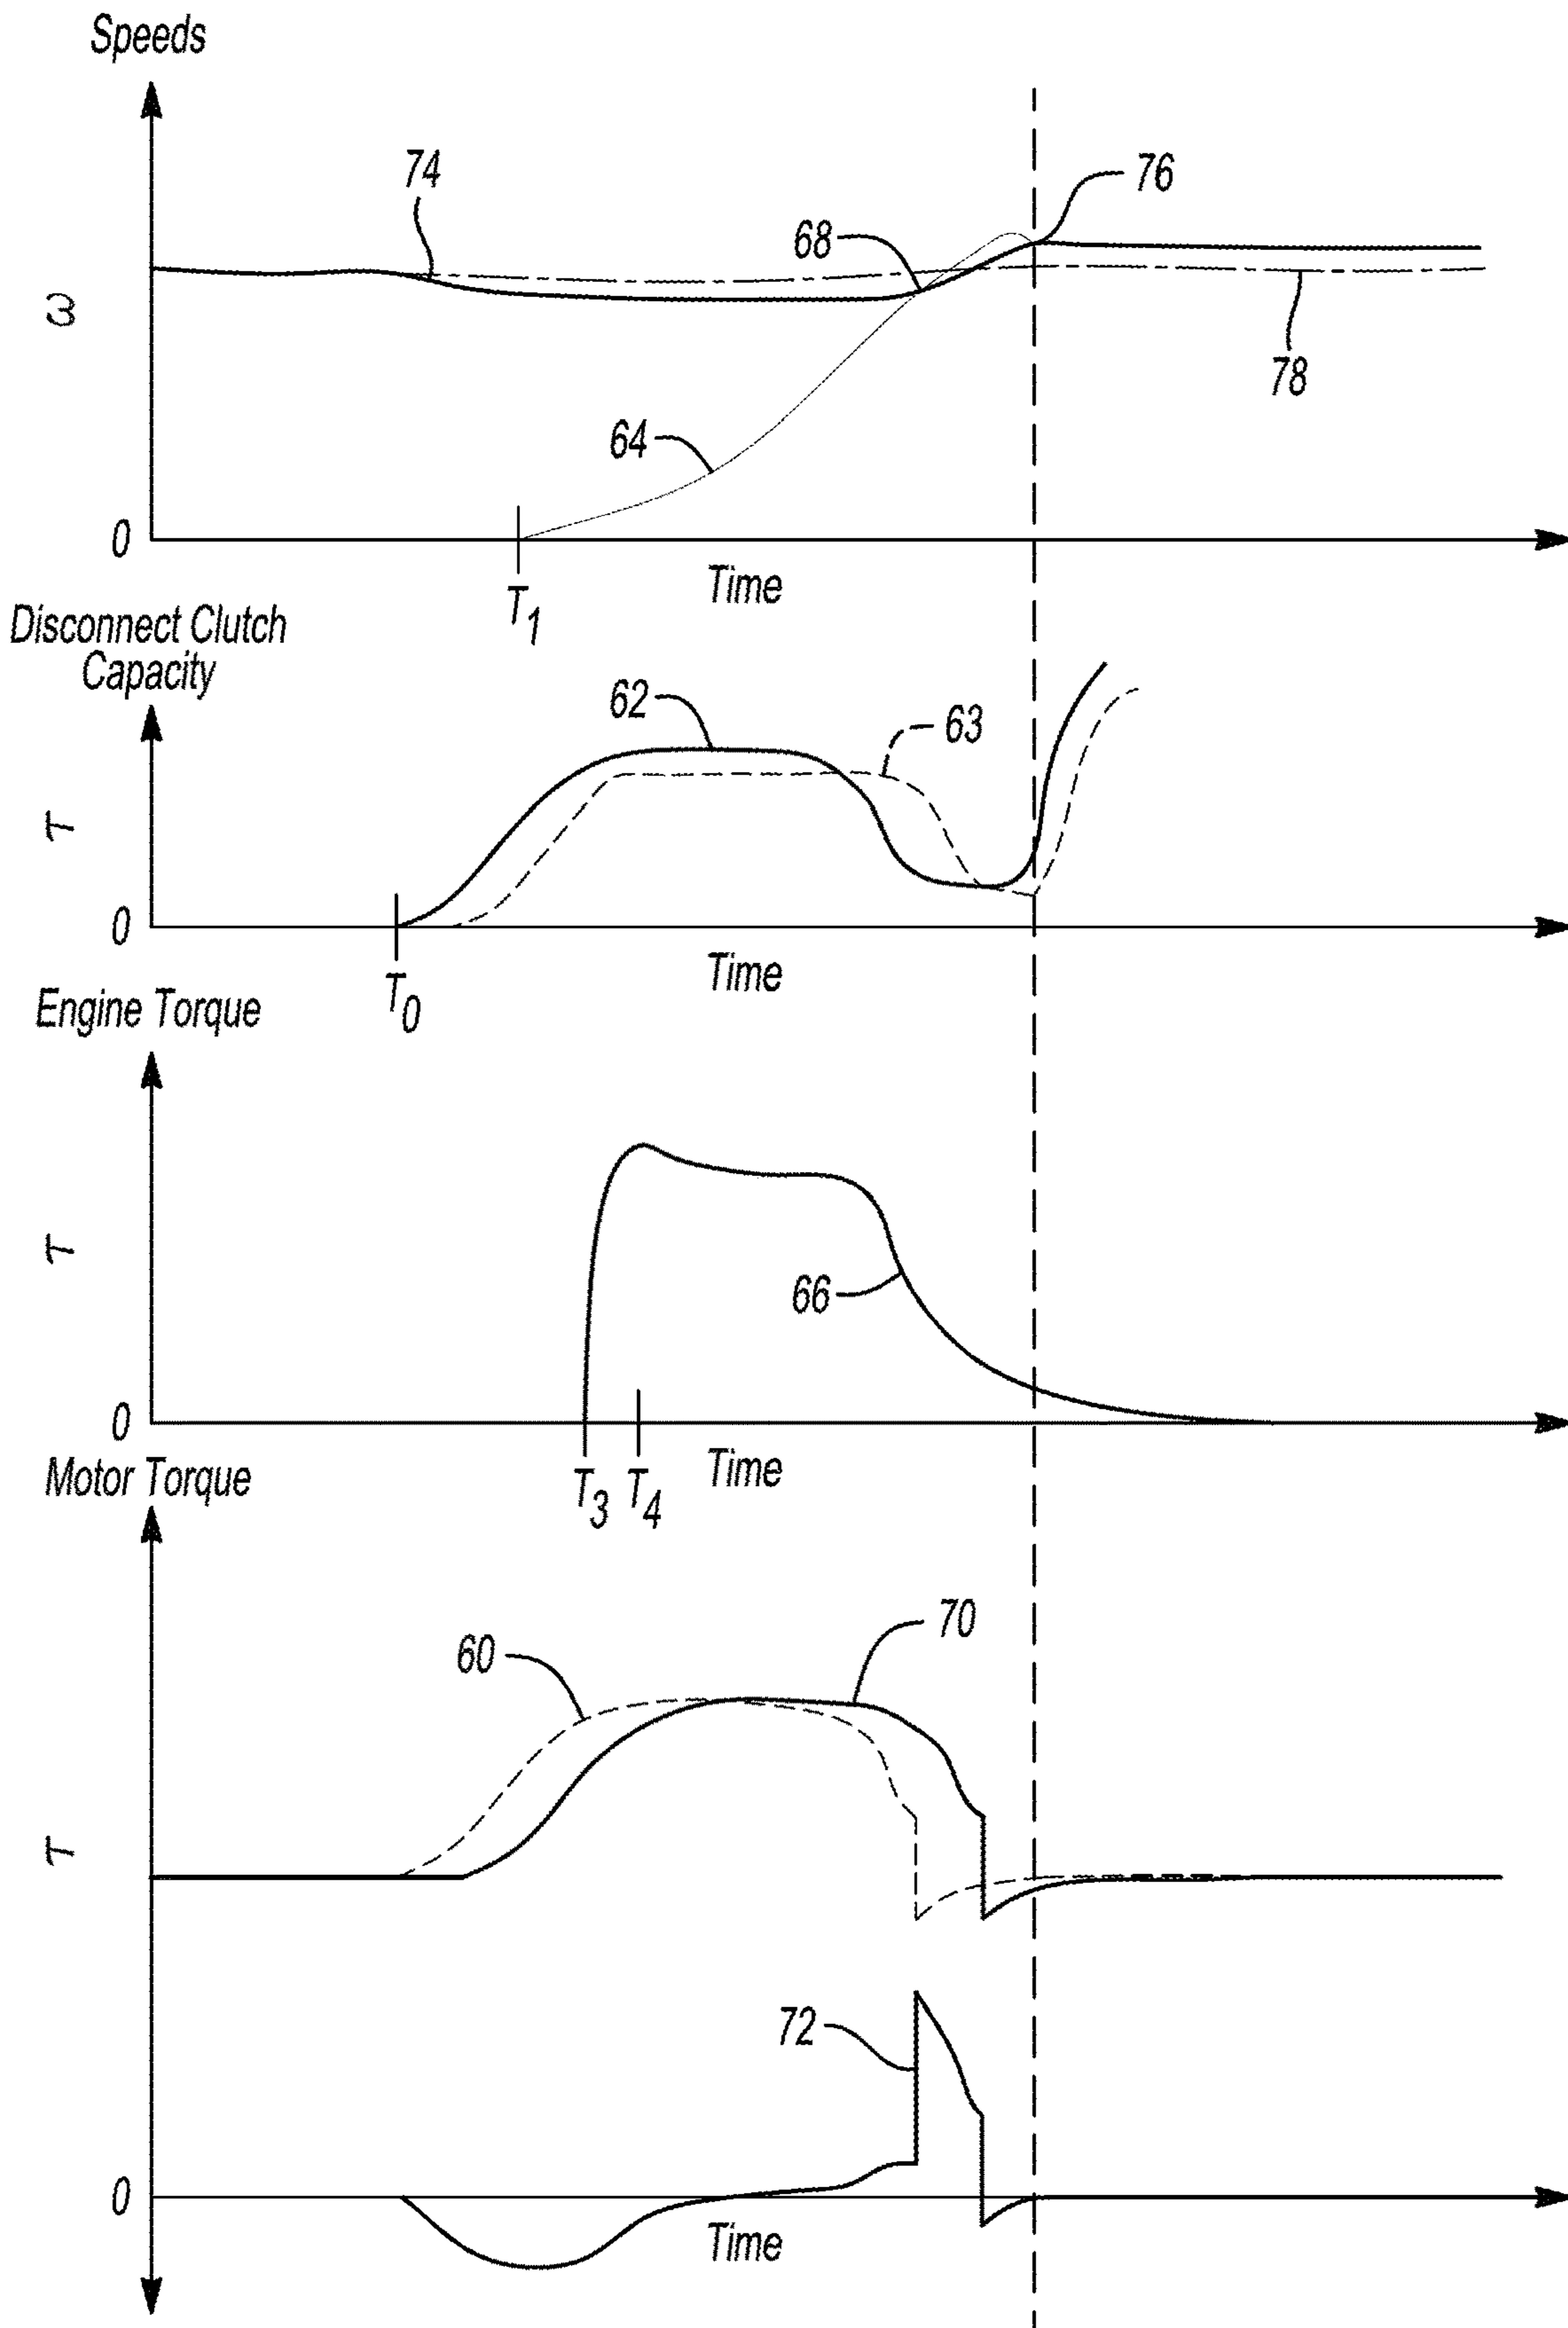 Speeds
74
76
68
ω
78
64
0
T1
Time
Disconnect Clutch
Capacity
62
63
τ
0
T0
Time
Engine Torque
τ
66
0
T3
T4
Time
Motor Torque
70
60
τ
72
0
Time